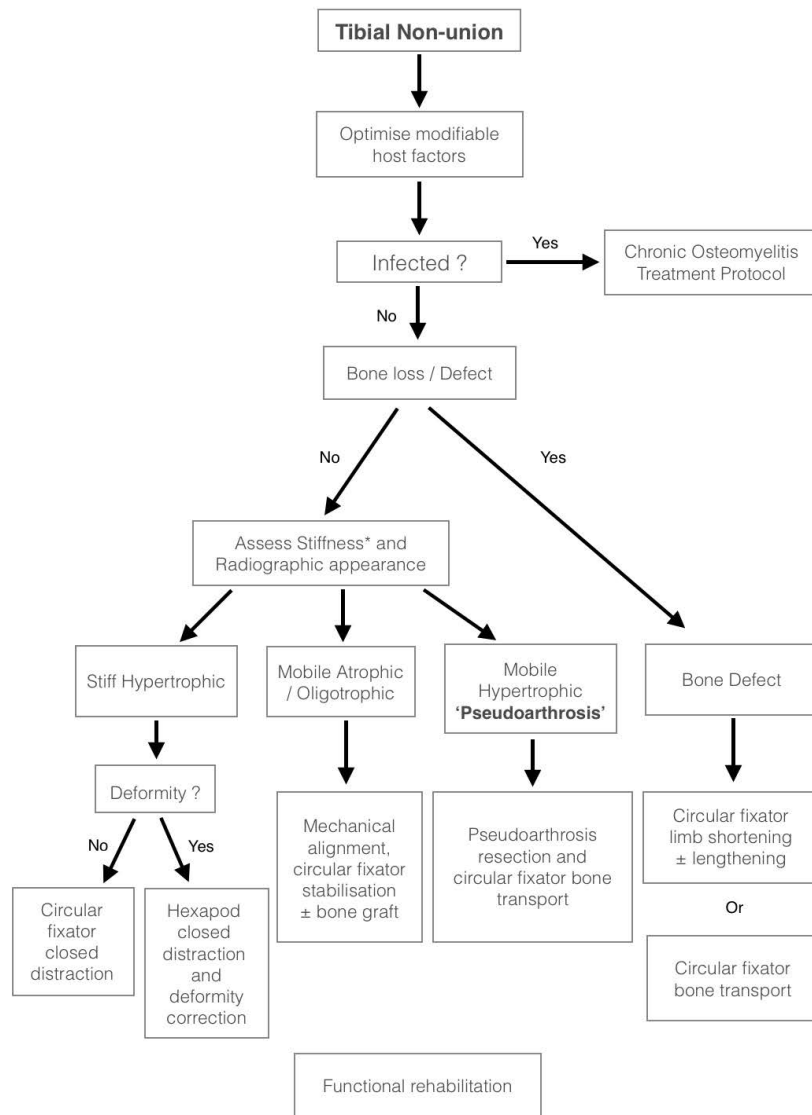 Tibial Non-union
Optimise modifiable
host factors
Infected ?
Yes
Chronic Osteomyelitis
Treatment Protocol
No
Bone loss / Defect
No
Yes
Assess Stiffness* and
Radiographic appearance
Stiff Hypertrophic
Mobile Atrophic
/ Oligotrophic
Mobile
Hypertrophic
‘Pseudoarthrosis’
Bone Defect
Deformity ?
No
Yes
Circular
fixator
closed
distraction
Hexapod
closed
distraction
and
deformity
correction
Mechanical
alignment,
circular fixator
stabilisation
± bone graft
Pseudoarthrosis
resection and
circular fixator bone
transport
Circular fixator
limb shortening
± lengthening
Or
Circular fixator
bone transport
Functional rehabilitation